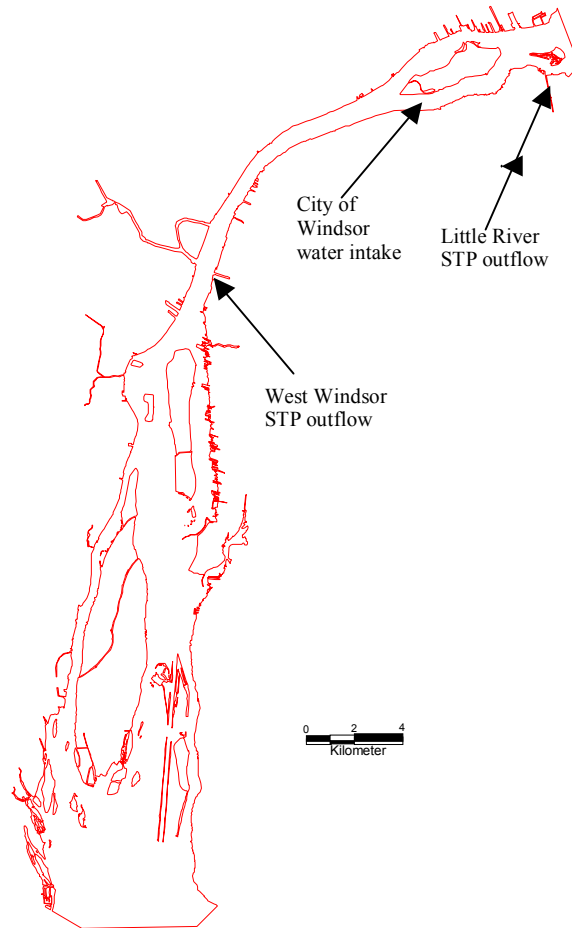 City of
Windsor
water intake
Little River
STP outflow
West Windsor
STP outflow
0 2 4
Kilometer